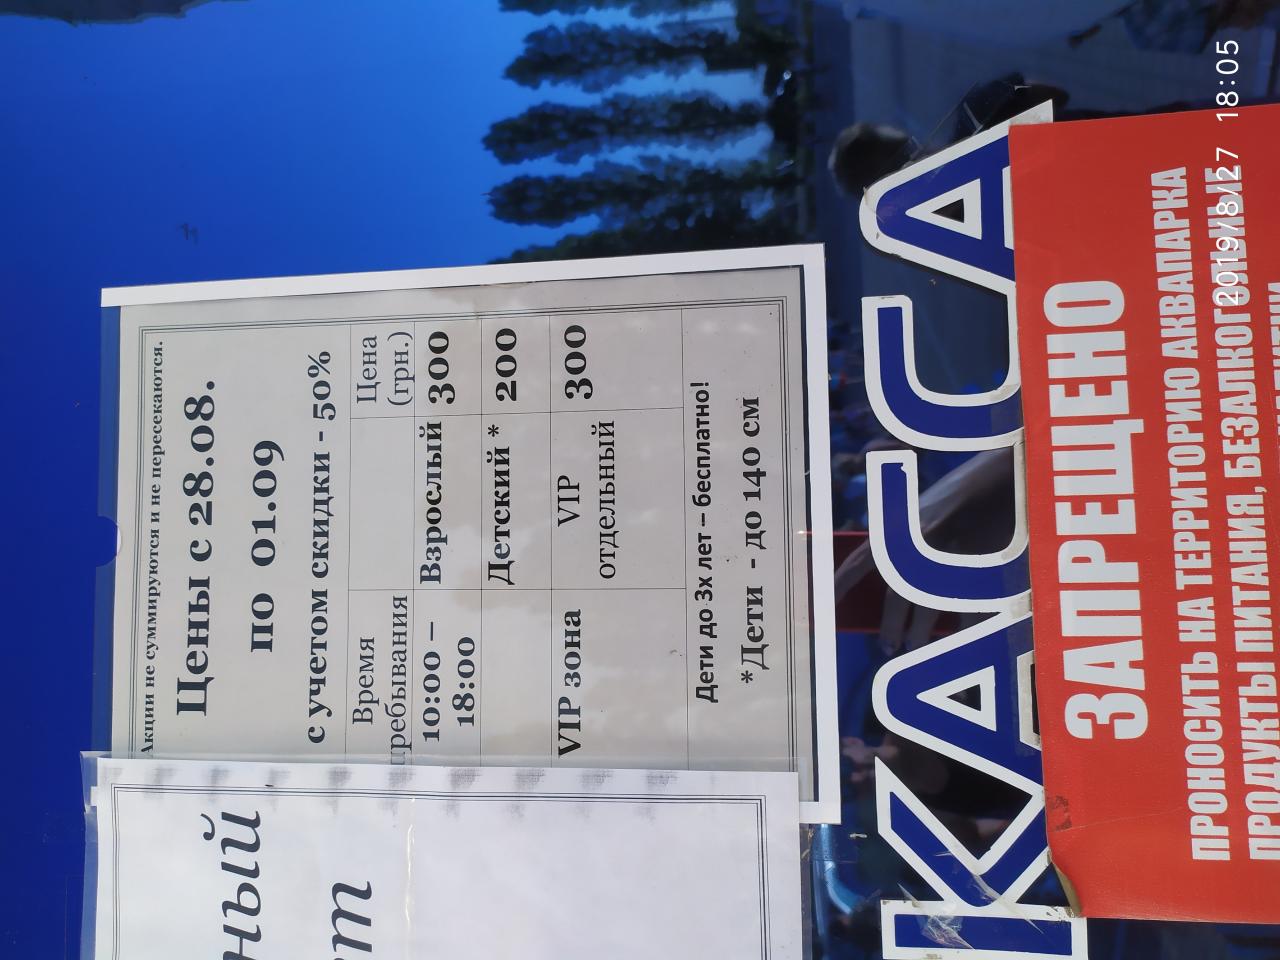 Акции не суммируются и не пересекаются.
Цены с 28.08.
по 01.09
с учетом скидки - 50%
Время
пребывания
Цена
(грн.)
10:00 –
18:00
Взрослый
300
Детский *
200
VIP зона
VIP
отдельный
300
Дети до 3х лет – бесплатно!
*Дети - до 140 см
ный
т
КАССА
ЗАПРЕЩЕНО
ПРОНОСИТЬ НА ТЕРРИТОРИЮ АКВАПАРКА
ПРОДУКТЫ ПИТАНИЯ, БЕЗАЛКОГОЛЬНЫЕ
2019/8/27 18:05